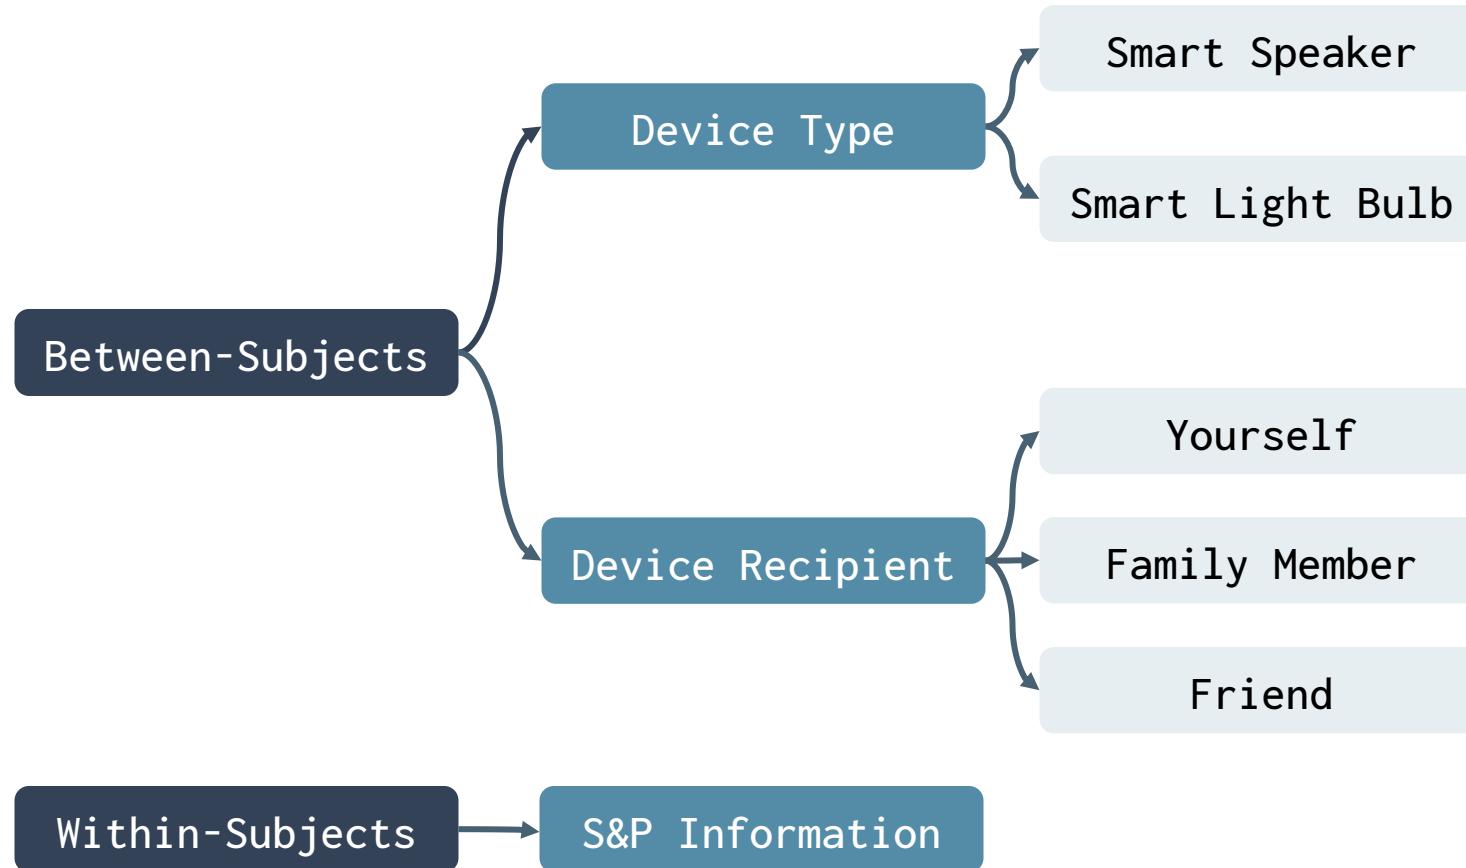 Smart Speaker
Device Type
Smart Light Bulb
Between-Subjects
Yourself
Device Recipient
Family Member
Friend
Within-Subjects
S&P Information